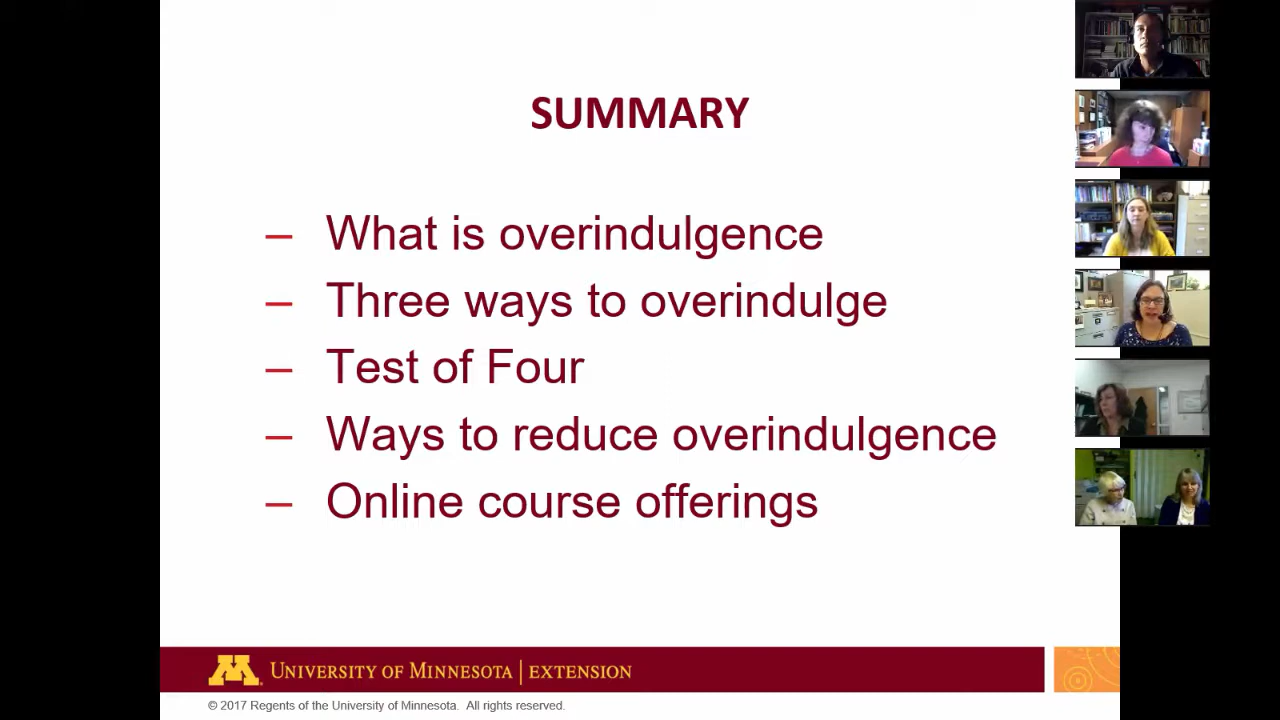 SUMMARY
– What is overindulgence
– Three ways to overindulge
– Test of Four
– Ways to reduce overindulgence
– Online course offerings
M UNIVERSITY OF MINNESOTA | EXTENSION
© 2017 Regents of the University of Minnesota. All rights reserved.